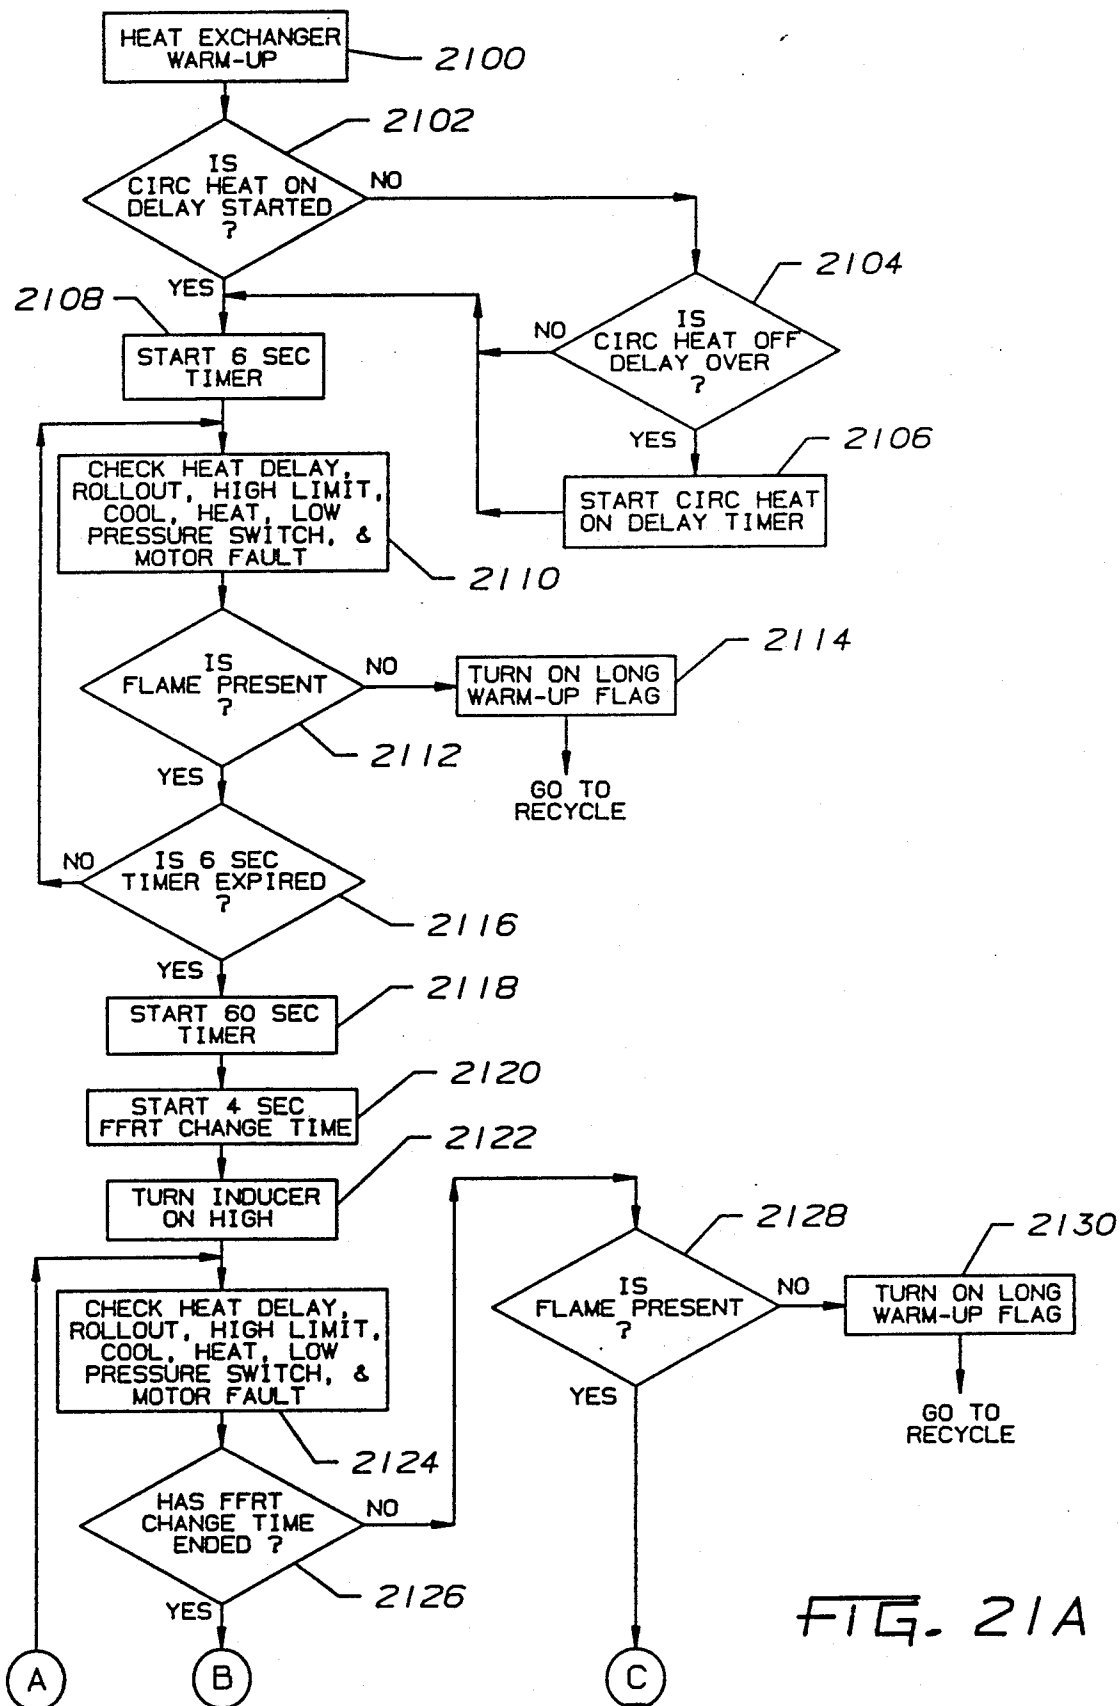 HEAT EXCHANGER
WARM-UP
2100
2102
IS
CIRC HEAT ON
DELAY STARTED
?
NO
YES
2104
IS
CIRC HEAT OFF
DELAY OVER
?
NO
YES
2106
START CIRC HEAT
ON DELAY TIMER
2108
START 6 SEC
TIMER
CHECK HEAT DELAY,
ROLLOUT, HIGH LIMIT,
COOL, HEAT, LOW
PRESSURE SWITCH, &
MOTOR FAULT
2110
IS
FLAME PRESENT
?
NO
2112
YES
2114
TURN ON LONG
WARM-UP FLAG
GO TO
RECYCLE
IS 6 SEC
TIMER EXPIRED
?
NO
2116
YES
2118
START 60 SEC
TIMER
2120
START 4 SEC
FFRT CHANGE TIME
2122
TURN INDUCER
ON HIGH
CHECK HEAT DELAY,
ROLLOUT, HIGH LIMIT,
COOL, HEAT, LOW
PRESSURE SWITCH, &
MOTOR FAULT
2124
HAS FFRT
CHANGE TIME
ENDED ?
NO
2126
YES
2128
IS
FLAME PRESENT
?
NO
YES
2130
TURN ON LONG
WARM-UP FLAG
GO TO
RECYCLE
A
B
C
FIG. 21A